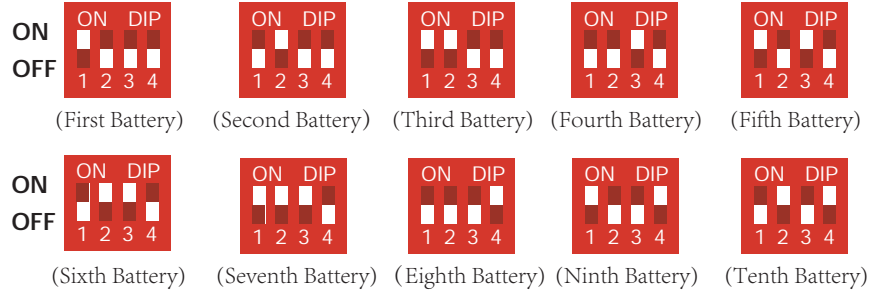 ON DIP ON DIP ON DIP ON DIP ON DIP
ON
OFF
1 2 3 4 1 2 3 4 1 2 3 4 1 2 3 4 1 2 3 4
(First Battery) (Second Battery) (Third Battery) (Fourth Battery) (Fifth Battery)
ON DIP ON DIP ON DIP ON DIP ON DIP
ON
OFF
1 2 3 4 1 2 3 4 1 2 3 4 1 2 3 4 1 2 3 4
(Sixth Battery) (Seventh Battery) (Eighth Battery) (Ninth Battery) (Tenth Battery)